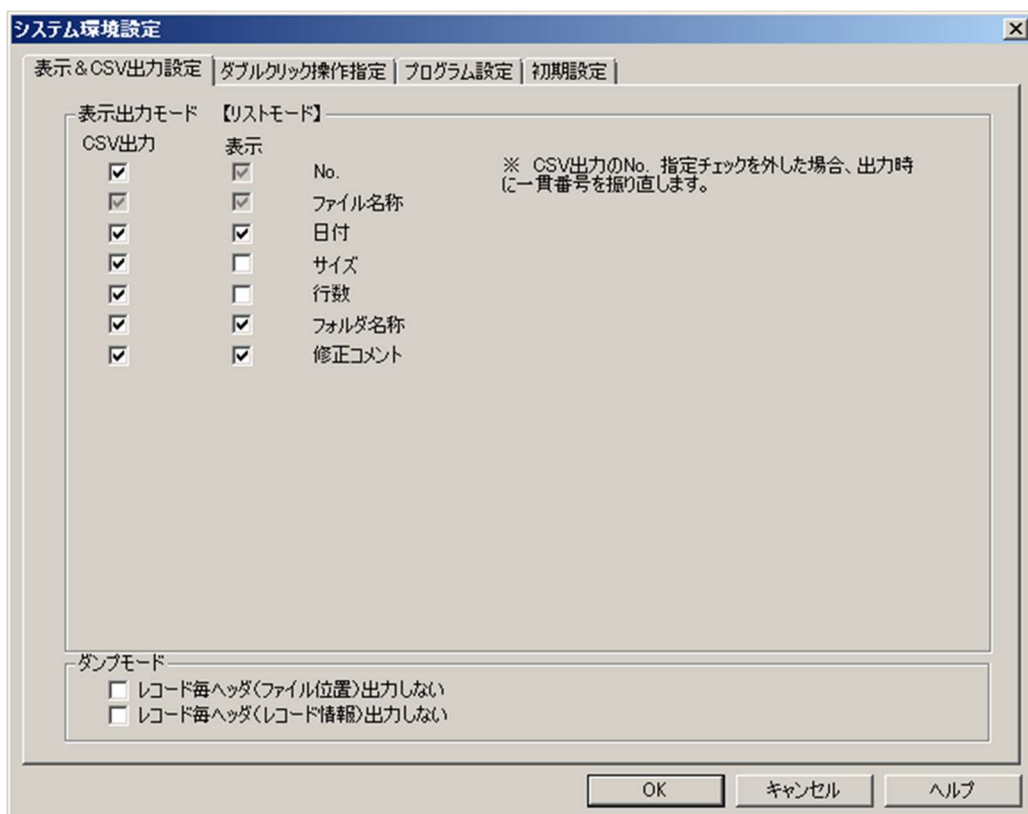 システム環境設定
表示&CSV出力設定 ダブルクリック操作指定 プログラム設定 初期設定
表示出力モード 【リストモード】
CSV出力 表示
No.
※ CSV出力のNo. 指定チェックを外した場合、出力時
に一貫番号を振り直します。
ファイル名称
日付
サイズ
行数
フォルダ名称
修正コメント
ダンプモード
レコード毎ヘッダ(ファイル位置)出力しない
レコード毎ヘッダ(レコード情報)出力しない
OK キャンセル ヘルプ